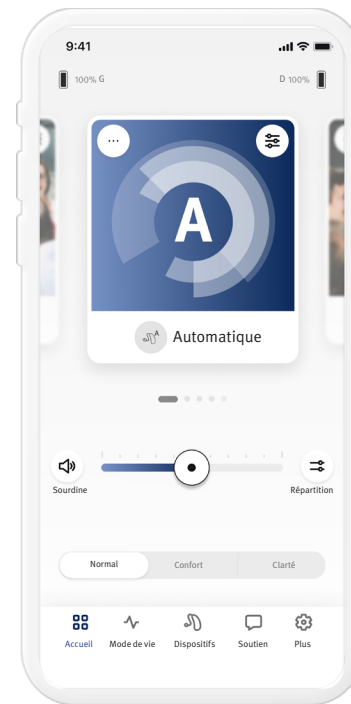 9:41
100% G
D 100%
A
A
Automatique
Sourdine
Répartition
Normal
Confort
Clarté
Accueil
Mode de vie
Dispositifs
Soutien
Plus